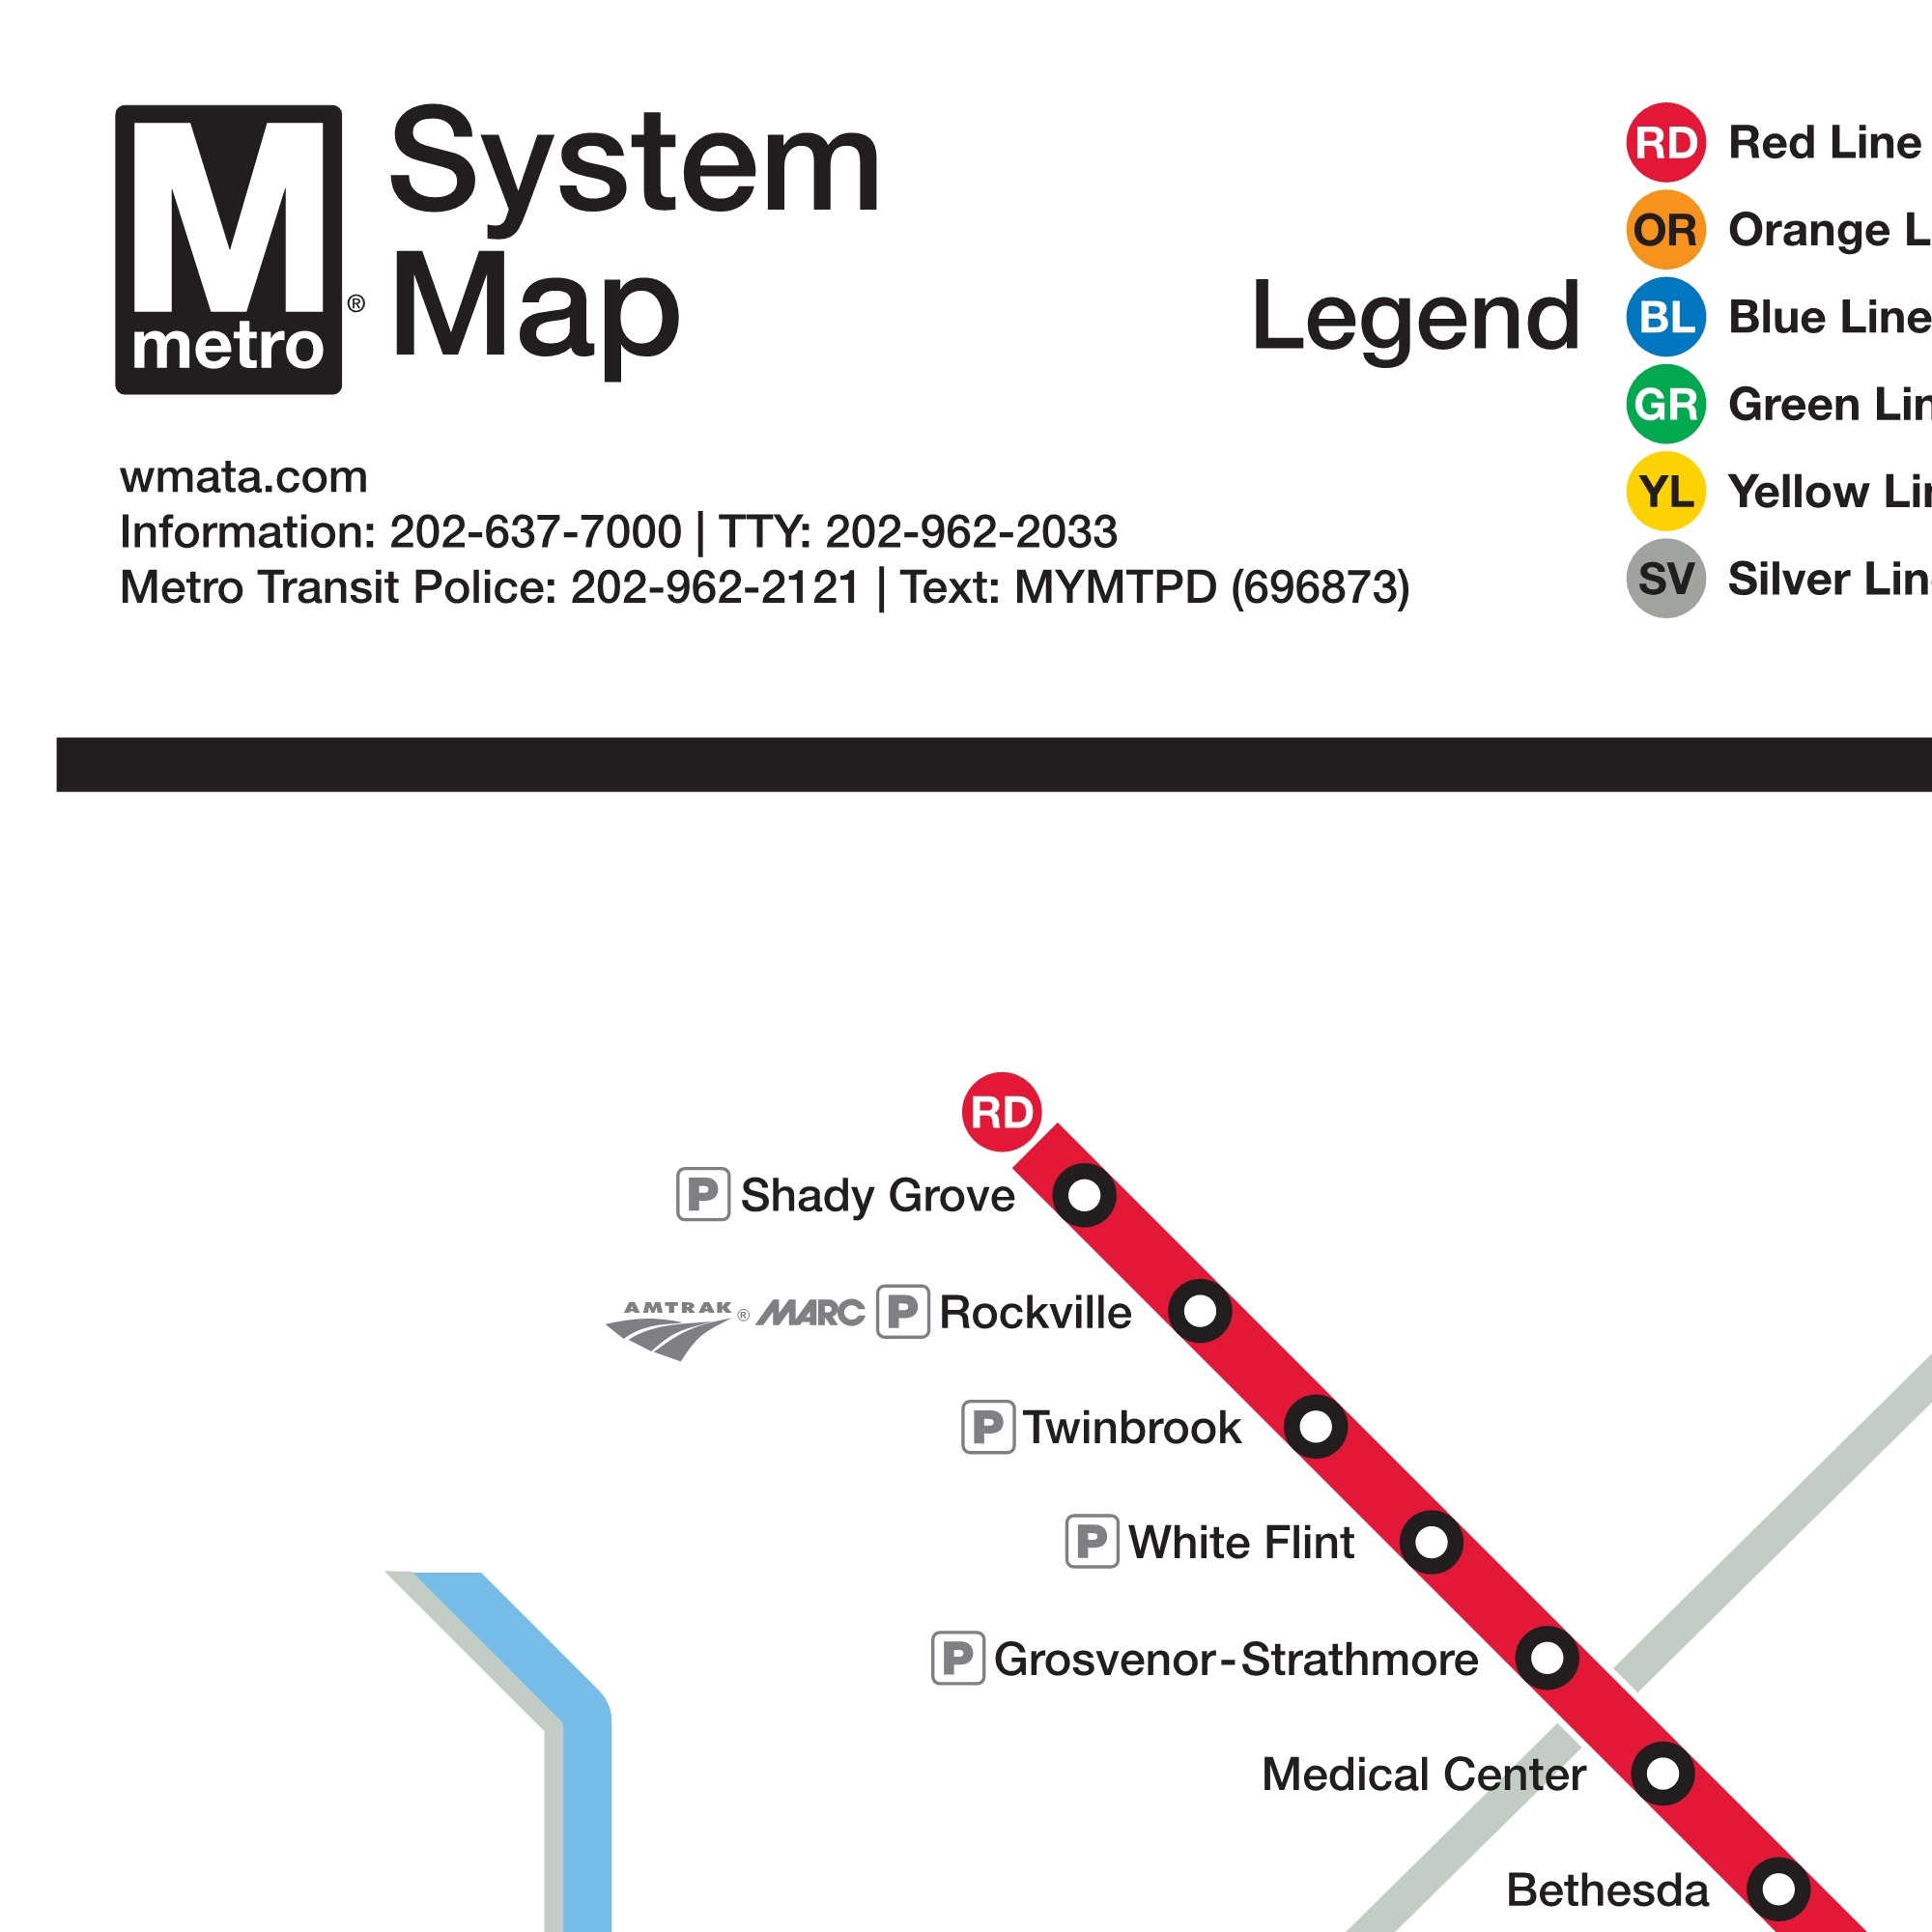 M
metro
®
System
Map
wmata.com
Information: 202-637-7000 | TTY: 202-962-2033
Metro Transit Police: 202-962-2121 | Text: MYMTPD (696873)
Legend
RD Red Line
OR Orange L
BL Blue Line
GR Green Lin
YL Yellow Lin
SV Silver Lin
RD
P Shady Grove
AMTRAK® MARC P Rockville
P Twinbrook
P White Flint
P Grosvenor-Strathmore
Medical Center
Bethesda